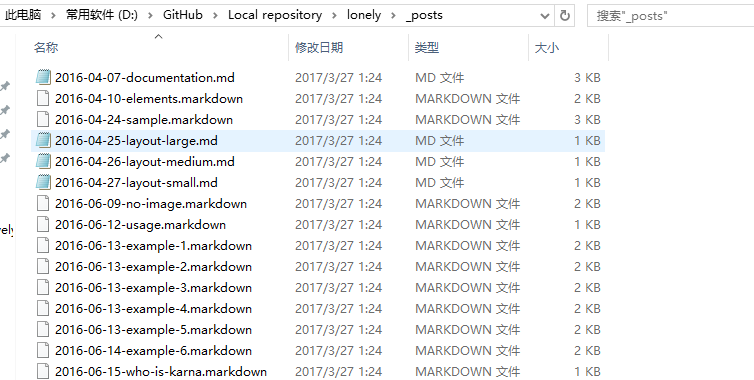 此电脑 > 常用软件 (D:) > GitHub > Local repository > lonely > _posts 搜索"_posts"
名称 修改日期 类型 大小
2016-04-07-documentation.md 2017/3/27 1:24 MD 文件 3 KB
2016-04-10-elements.markdown 2017/3/27 1:24 MARKDOWN 文件 2 KB
2016-04-24-sample.markdown 2017/3/27 1:24 MARKDOWN 文件 3 KB
2016-04-25-layout-large.md 2017/3/27 1:24 MD 文件 1 KB
2016-04-26-layout-medium.md 2017/3/27 1:24 MD 文件 1 KB
2016-04-27-layout-small.md 2017/3/27 1:24 MD 文件 1 KB
2016-06-09-no-image.markdown 2017/3/27 1:24 MARKDOWN 文件 2 KB
2016-06-12-usage.markdown 2017/3/27 1:24 MARKDOWN 文件 1 KB
2016-06-13-example-1.markdown 2017/3/27 1:24 MARKDOWN 文件 2 KB
2016-06-13-example-2.markdown 2017/3/27 1:24 MARKDOWN 文件 2 KB
2016-06-13-example-3.markdown 2017/3/27 1:24 MARKDOWN 文件 2 KB
2016-06-13-example-4.markdown 2017/3/27 1:24 MARKDOWN 文件 2 KB
2016-06-13-example-5.markdown 2017/3/27 1:24 MARKDOWN 文件 2 KB
2016-06-14-example-6.markdown 2017/3/27 1:24 MARKDOWN 文件 2 KB
2016-06-15-who-is-karna.markdown 2017/3/27 1:24 MARKDOWN 文件 1 KB